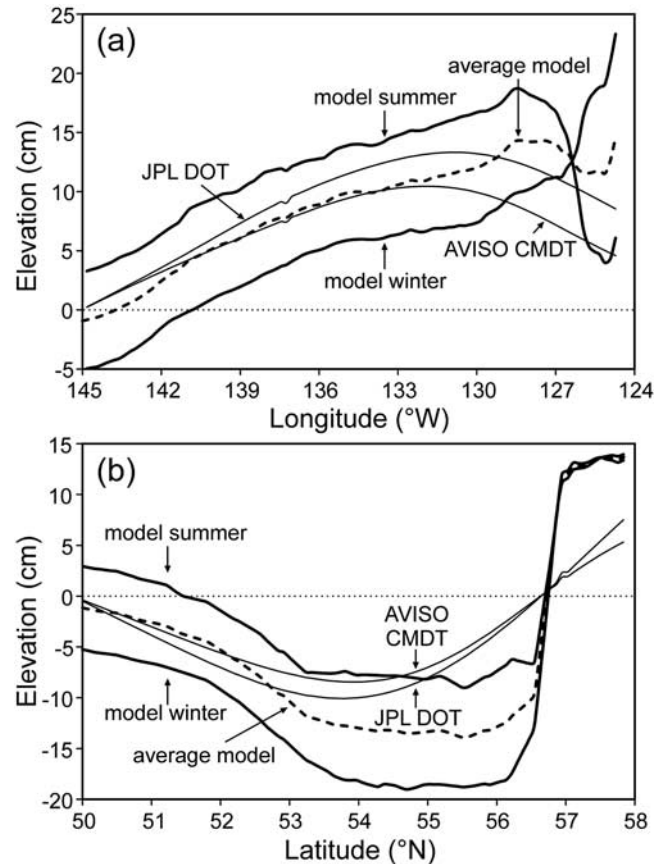 (a)
average model
model summer
JPL DOT
AVISO CMDT
model winter
Elevation (cm)
25
20
15
10
5
0
-5
145 142 139 136 133 130 127 124
Longitude (°W)
(b)
model summer
AVISO
CMDT
model winter
JPL DOT
average model
Elevation (cm)
15
10
5
0
-5
-10
-15
-20
50 51 52 53 54 55 56 57 58
Latitude (°N)